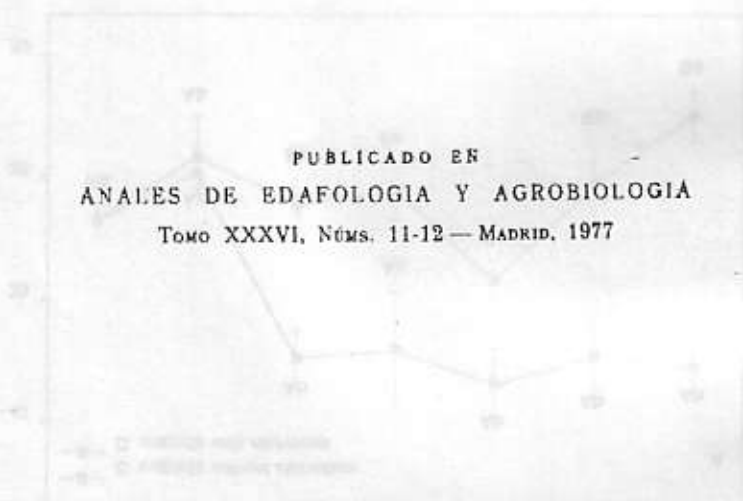 PUBLICADO EN
ANALES DE EDAFOLOGIA Y AGROBIOLOGIA
Tomo XXXVI, Núms. 11-12 — Madrid, 1977